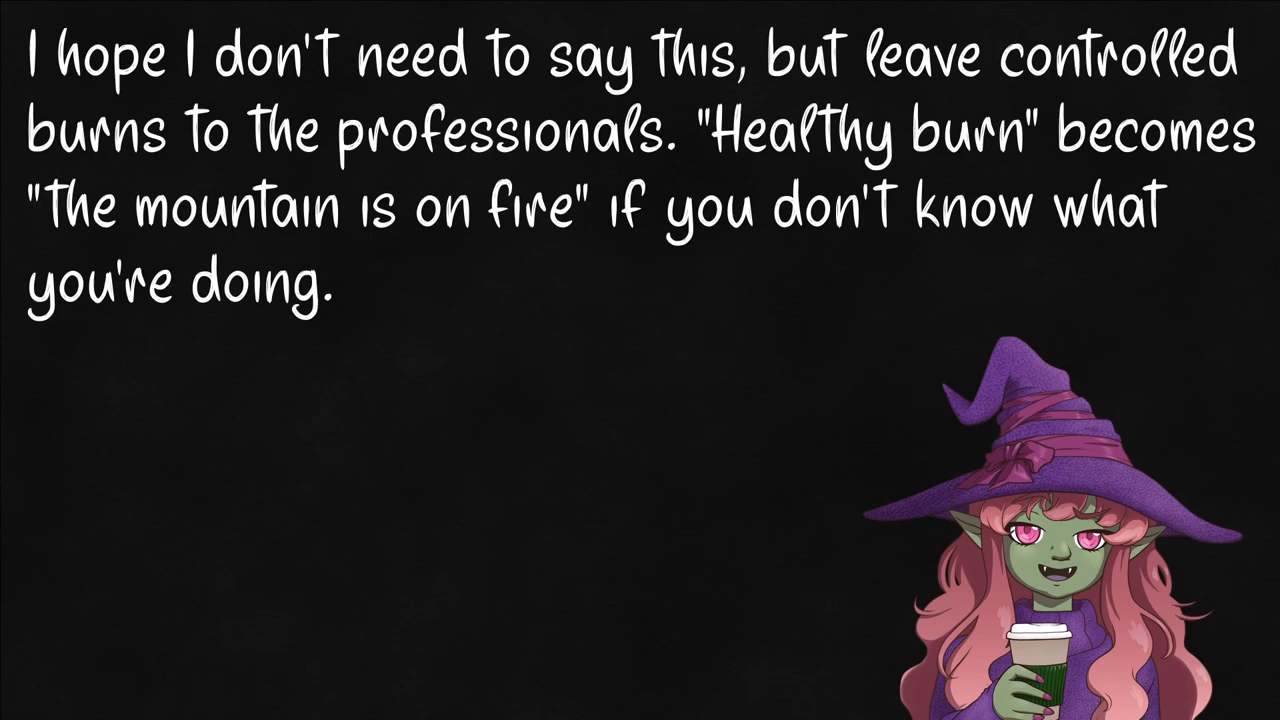 I hope I don't need to say this, but leave controlled
burns to the professionals. "Healthy burn" becomes
"the mountain is on fire" if you don't know what
you're doing.